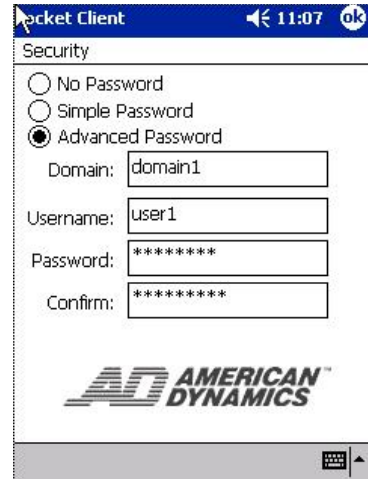 ocket Client 11:07 ok
Security
No Password
Simple Password
Advanced Password
Domain: domain1
Username: user1
Password: ********
Confirm: *********
AD AMERICAN
DYNAMICS